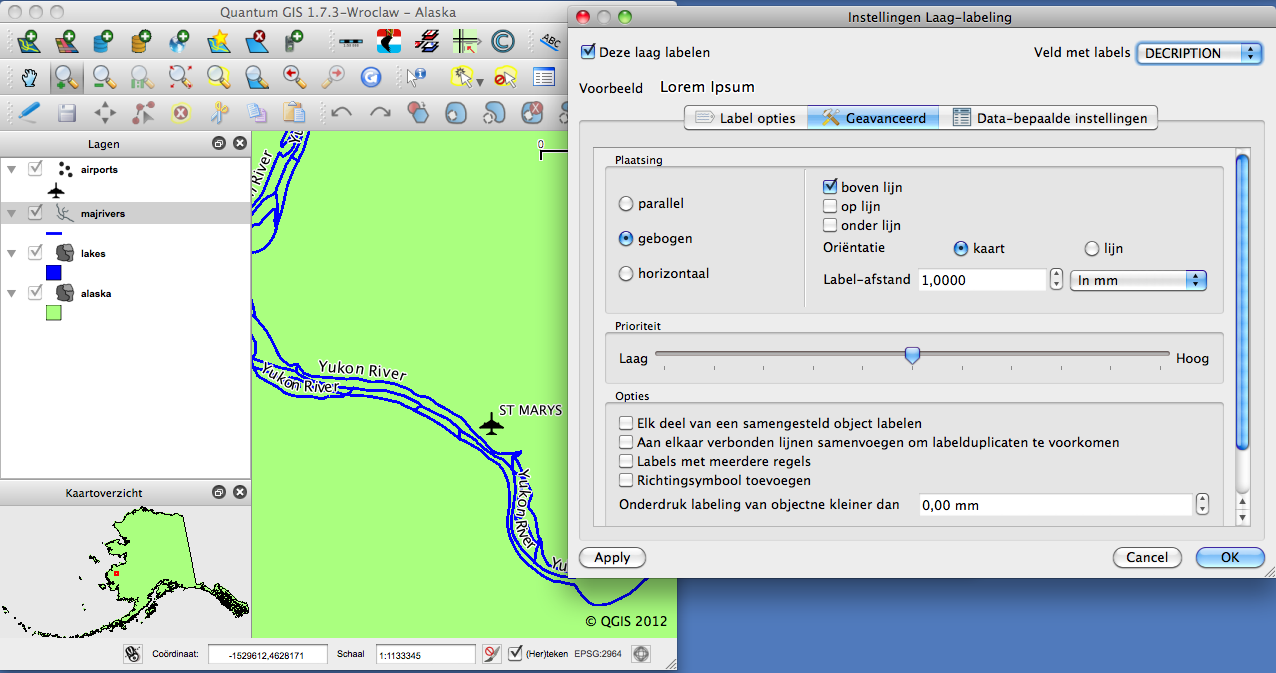 Quantum GIS 1.7.3-Wroclaw - Alaska
ABC
Lagen
airports
majrivers
lakes
alaska
Kaartoverzicht
0
River
Yukon River
Yukon River
ST MARYS
Yukon River
Yu
© QGIS 2012
Coördinaat:
-1529612,4628171
Schaal
1:1133345
(Her)teken
EPSG:2964
Instellingen Laag-labeling
Deze laag labelen
Veld met labels
DECRIPTION
Voorbeeld
Lorem Ipsum
Label opties
Geavanceerd
Data-bepaalde instellingen
Plaatsing
parallel
gebogen
horizontaal
boven lijn
op lijn
onder lijn
Oriëntatie
kaart
lijn
Label-afstand
1,0000
In mm
Prioriteit
Laag
Hoog
Opties
Elk deel van een samengesteld object labelen
Aan elkaar verbonden lijnen samenvoegen om labelduplicaten te voorkomen
Labels met meerdere regels
Richtingsymbool toevoegen
Onderdruk labeling van objectne kleiner dan
0,00 mm
Apply
Cancel
OK